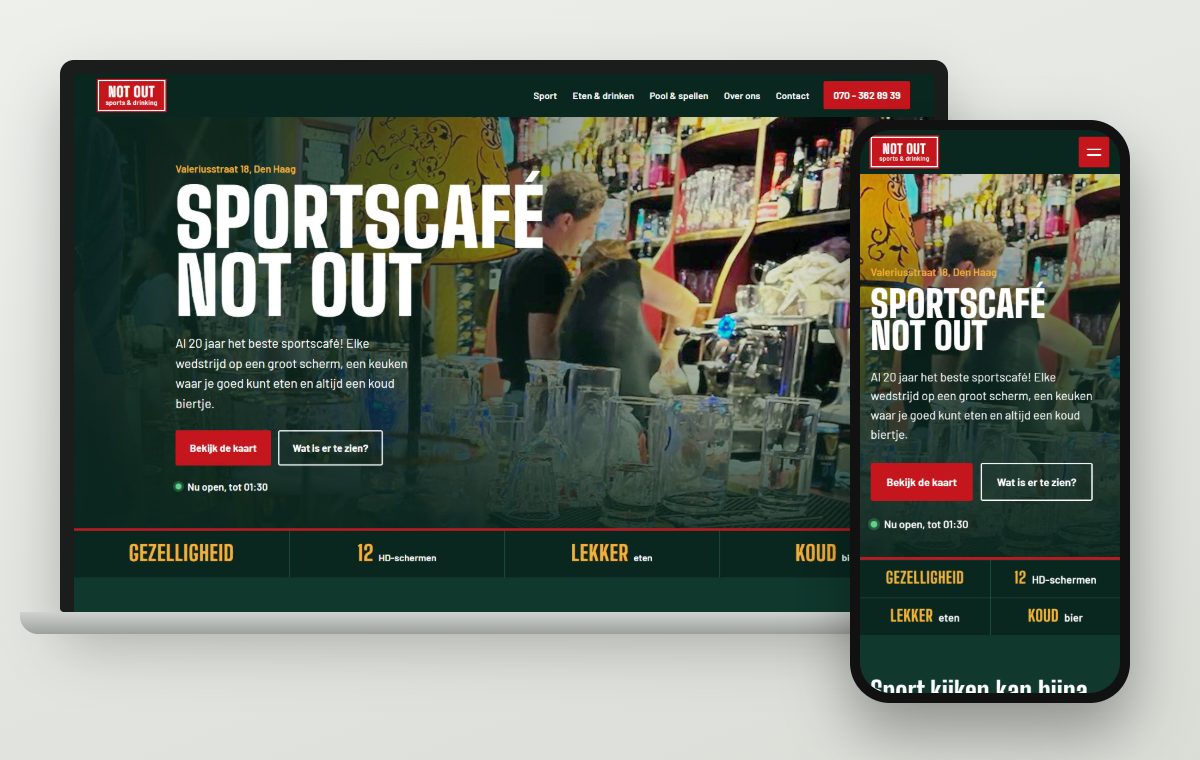 NOT OUT
sports & drinking
Sport Eten & drinken Pool & spellen Over ons Contact 070 - 362 89 39
Valeriusstraat 18, Den Haag
SPORTSCAFÉ
NOT OUT
Al 20 jaar het beste sportscafé! Elke
wedstrijd op een groot scherm, een keuken
waar je goed kunt eten en altijd een koud
biertje.
Bekijk de kaart Wat is er te zien?
Nu open, tot 01:30
GEZELLIGHEID 12 HD-schermen LEKKER eten KOUD
NOT OUT
sports & drinking
Valeriusstraat 18, Den Haag
SPORTSCAFÉ
NOT OUT
Al 20 jaar het beste sportscafé! Elke
wedstrijd op een groot scherm, een keuken
waar je goed kunt eten en altijd een koud
biertje.
Bekijk de kaart Wat is er te zien?
Nu open, tot 01:30
GEZELLIGHEID 12 HD-schermen
LEKKER eten KOUD bier
Sport kijken kan bijna